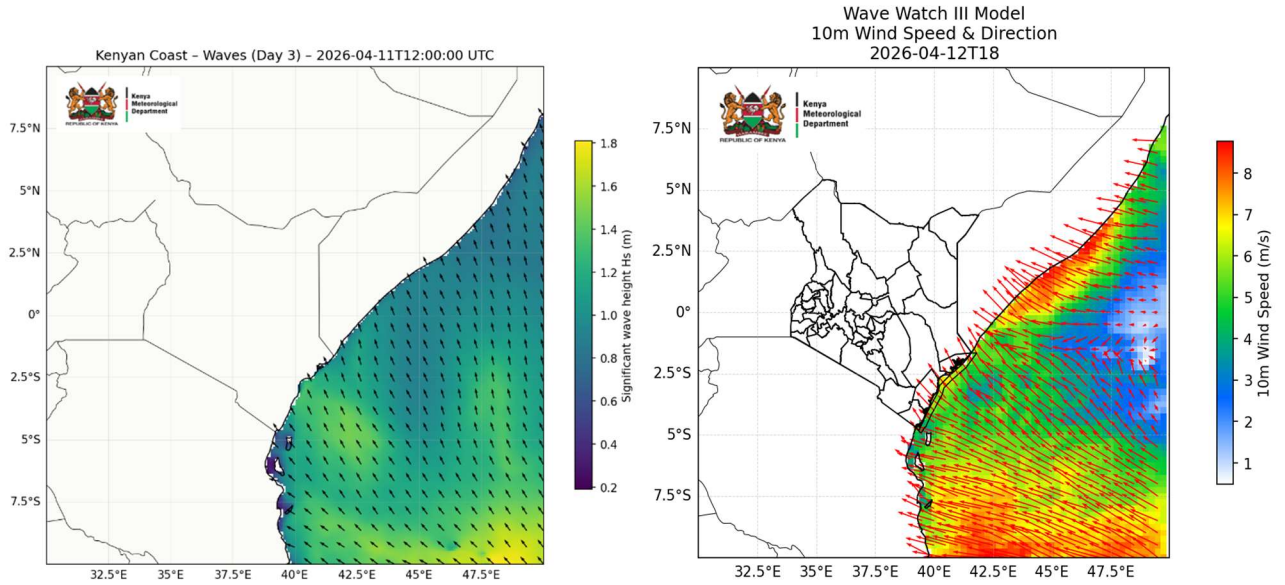 Kenyan Coast – Waves (Day 3) – 2026-04-11T12:00:00 UTC
Kenya
Meteorological
Department
REPUBLIC OF KENYA
7.5°N
5°N
2.5°N
0°
2.5°S
5°S
7.5°S
32.5°E 35°E 37.5°E 40°E 42.5°E 45°E 47.5°E
1.8
1.6
1.4
1.2
1.0
0.8
0.6
0.4
0.2
Significant wave height Hs (m)
Wave Watch III Model
10m Wind Speed & Direction
2026-04-12T18
Kenya
Meteorological
Department
REPUBLIC OF KENYA
7.5°N
5°N
2.5°N
0°
2.5°S
5°S
7.5°S
32.5°E 35°E 37.5°E 40°E 42.5°E 45°E 47.5°E
8
7
6
5
4
3
2
1
10m Wind Speed (m/s)